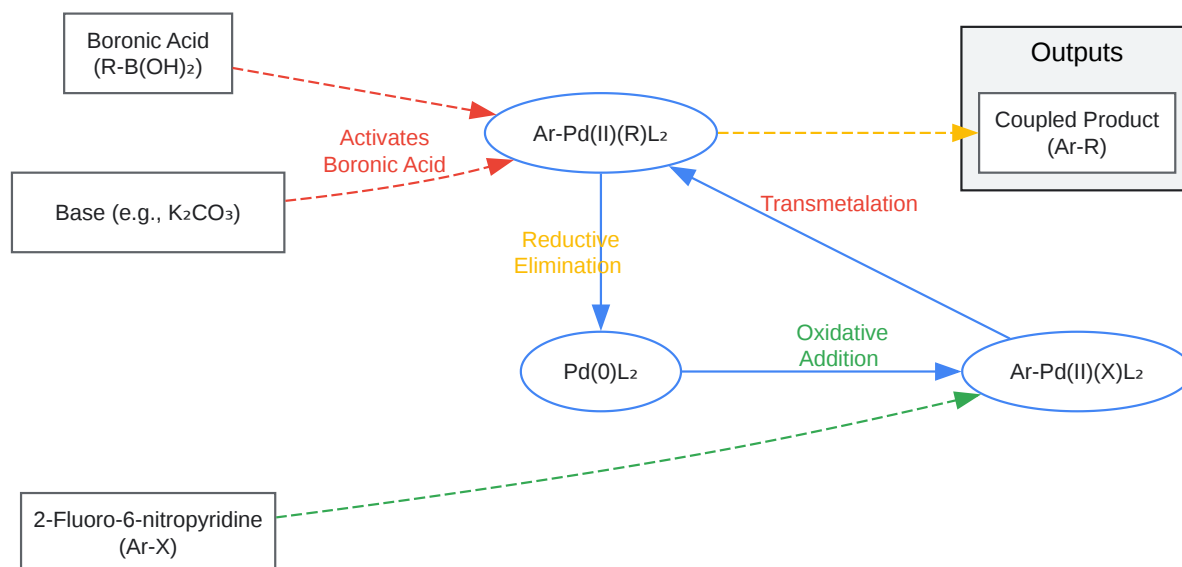 Boronic Acid
(R-B(OH)₂)
Outputs
Coupled Product
(Ar-R)
Ar-Pd(II)(R)L₂
Activates
Boronic Acid
Base (e.g., K₂CO₃)
Transmetalation
Reductive
Elimination
Oxidative
Addition
Pd(0)L₂
Ar-Pd(II)(X)L₂
2-Fluoro-6-nitropyridine
(Ar-X)